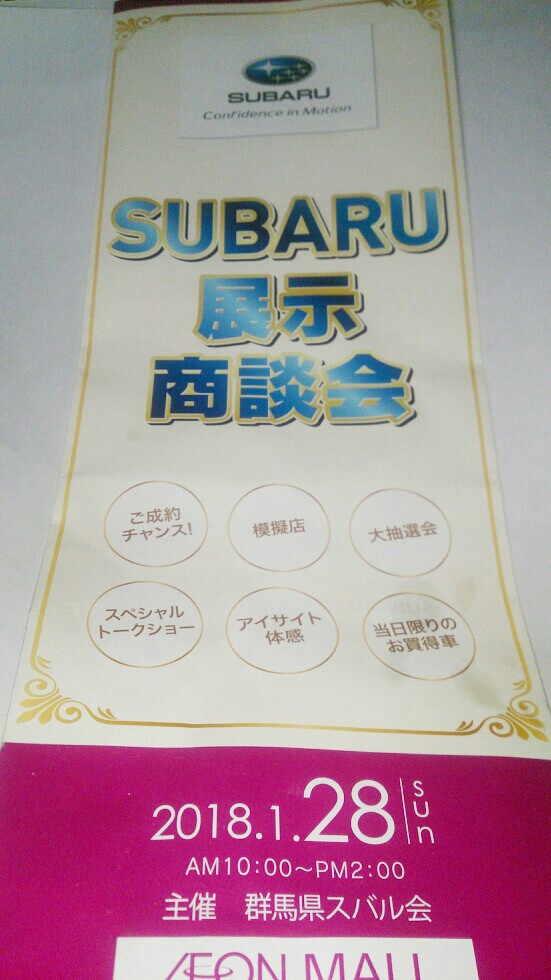 SUBARU
Confidence in Motion
SUBARU
展示
商談会
ご成約
チャンス!
模擬店
大抽選会
スペシャル
トークショー
アイサイト
体感
当日限りの
お買得車
2018.1.28 sun
AM10:00〜PM2:00
主催 群馬県スバル会
ÆON MALL